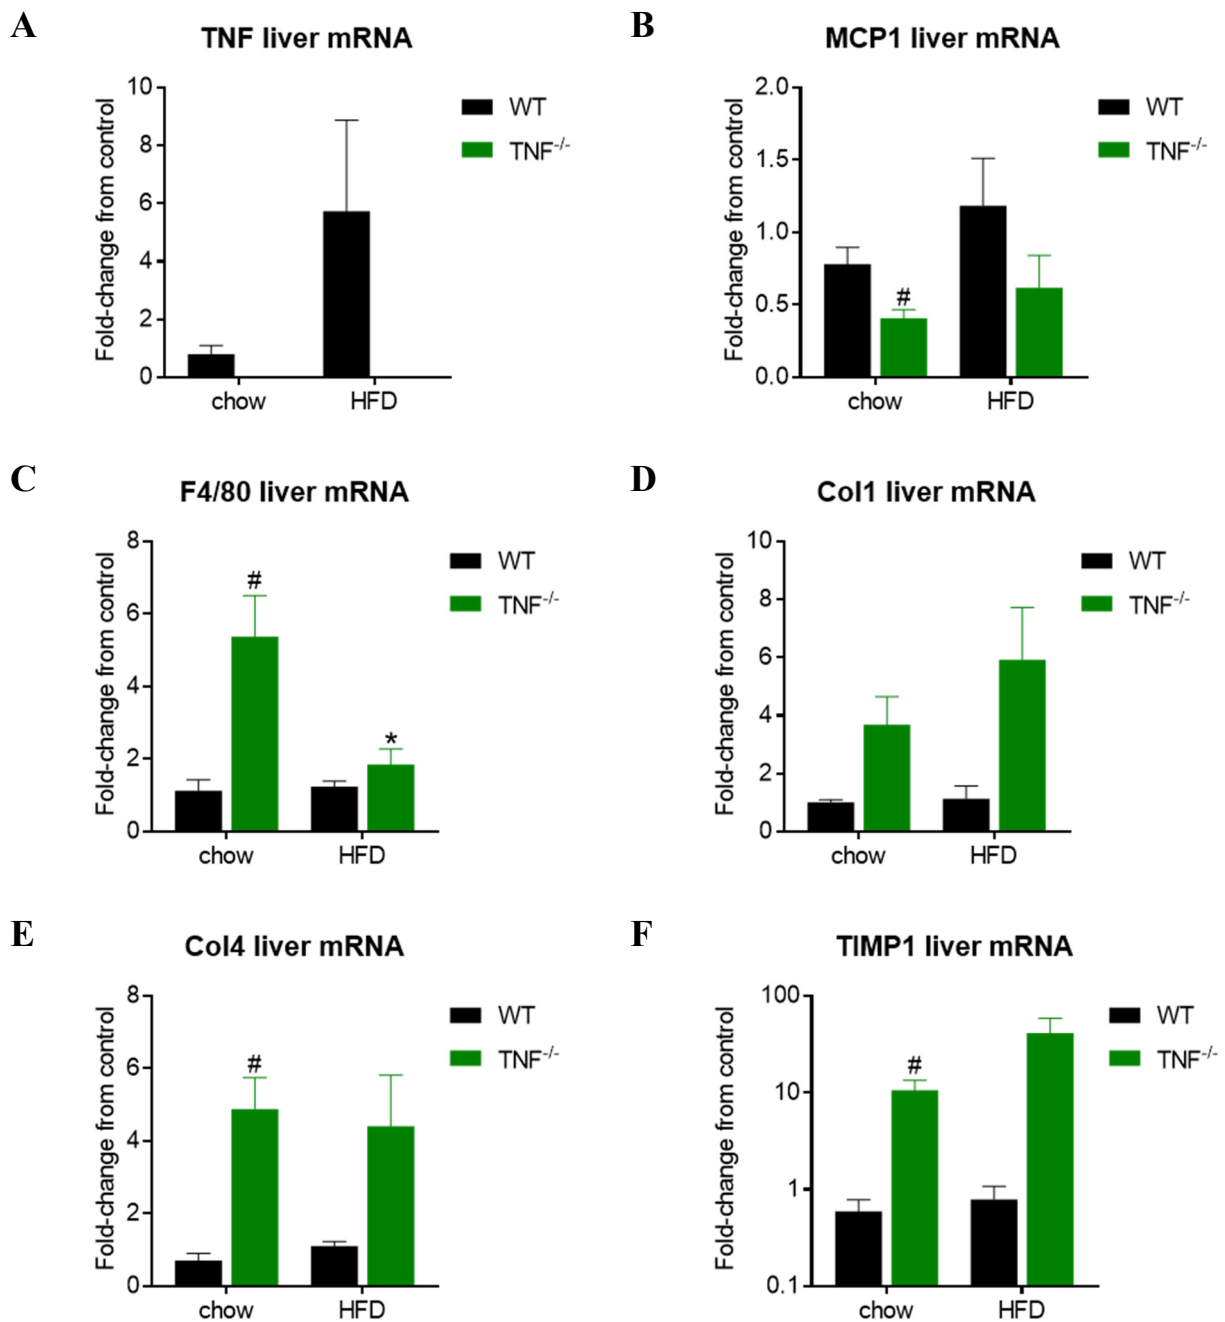 A
TNF liver mRNA
Fold-change from control
10
8
6
4
2
0
chow HFD
WT
TNF-/-
B
MCP1 liver mRNA
Fold-change from control
2.0
1.5
1.0
0.5
0.0
#
chow HFD
WT
TNF-/-
C
F4/80 liver mRNA
Fold-change from control
8
6
4
2
0
#
*
chow HFD
WT
TNF-/-
D
Col1 liver mRNA
Fold-change from control
10
8
6
4
2
0
chow HFD
WT
TNF-/-
E
Col4 liver mRNA
Fold-change from control
8
6
4
2
0
#
chow HFD
WT
TNF-/-
F
TIMP1 liver mRNA
Fold-change from control
100
10
1
0.1
#
chow HFD
WT
TNF-/-